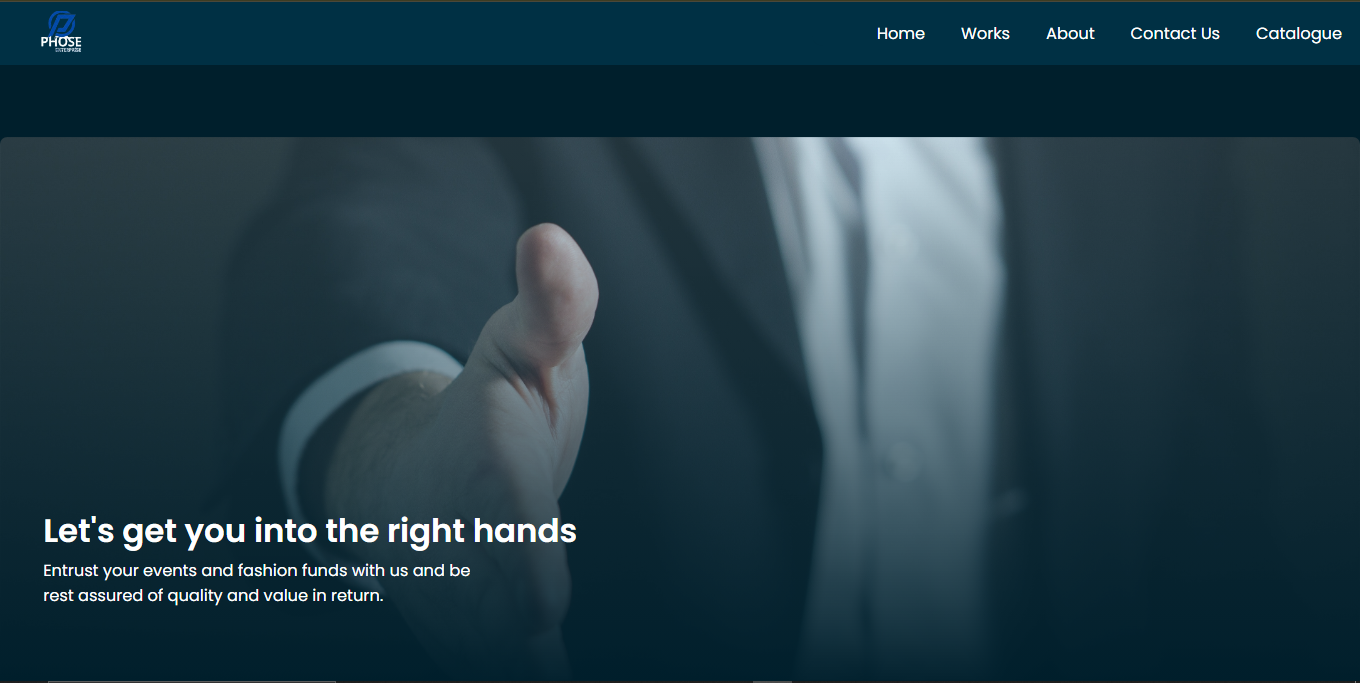 PHOSE
ENTERPRISE
Home Works About Contact Us Catalogue
Let's get you into the right hands
Entrust your events and fashion funds with us and be
rest assured of quality and value in return.